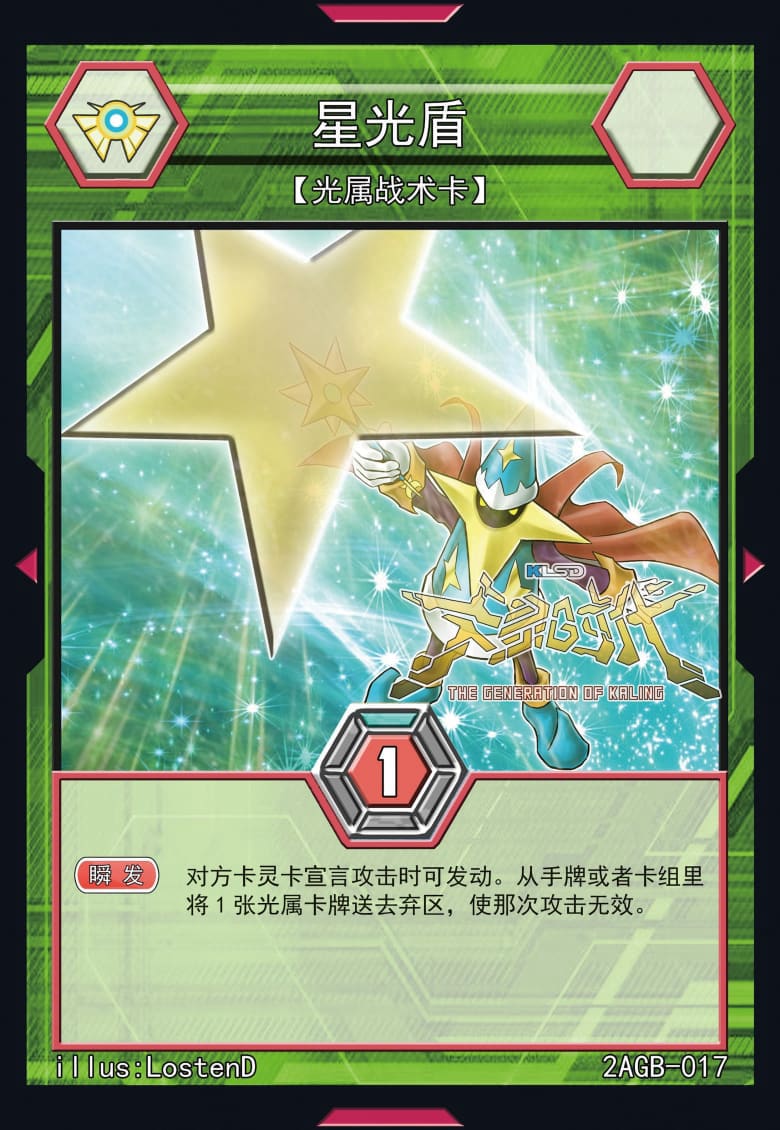 星光盾
【光属战术卡】
KLSD
卡灵时代
THE GENERATION OF KALING
1
瞬发
对方卡灵卡宣言攻击时可发动。从手牌或者卡组里
将1张光属卡牌送去弃区，使那次攻击无效。
illus:LostenD
2AGB-017